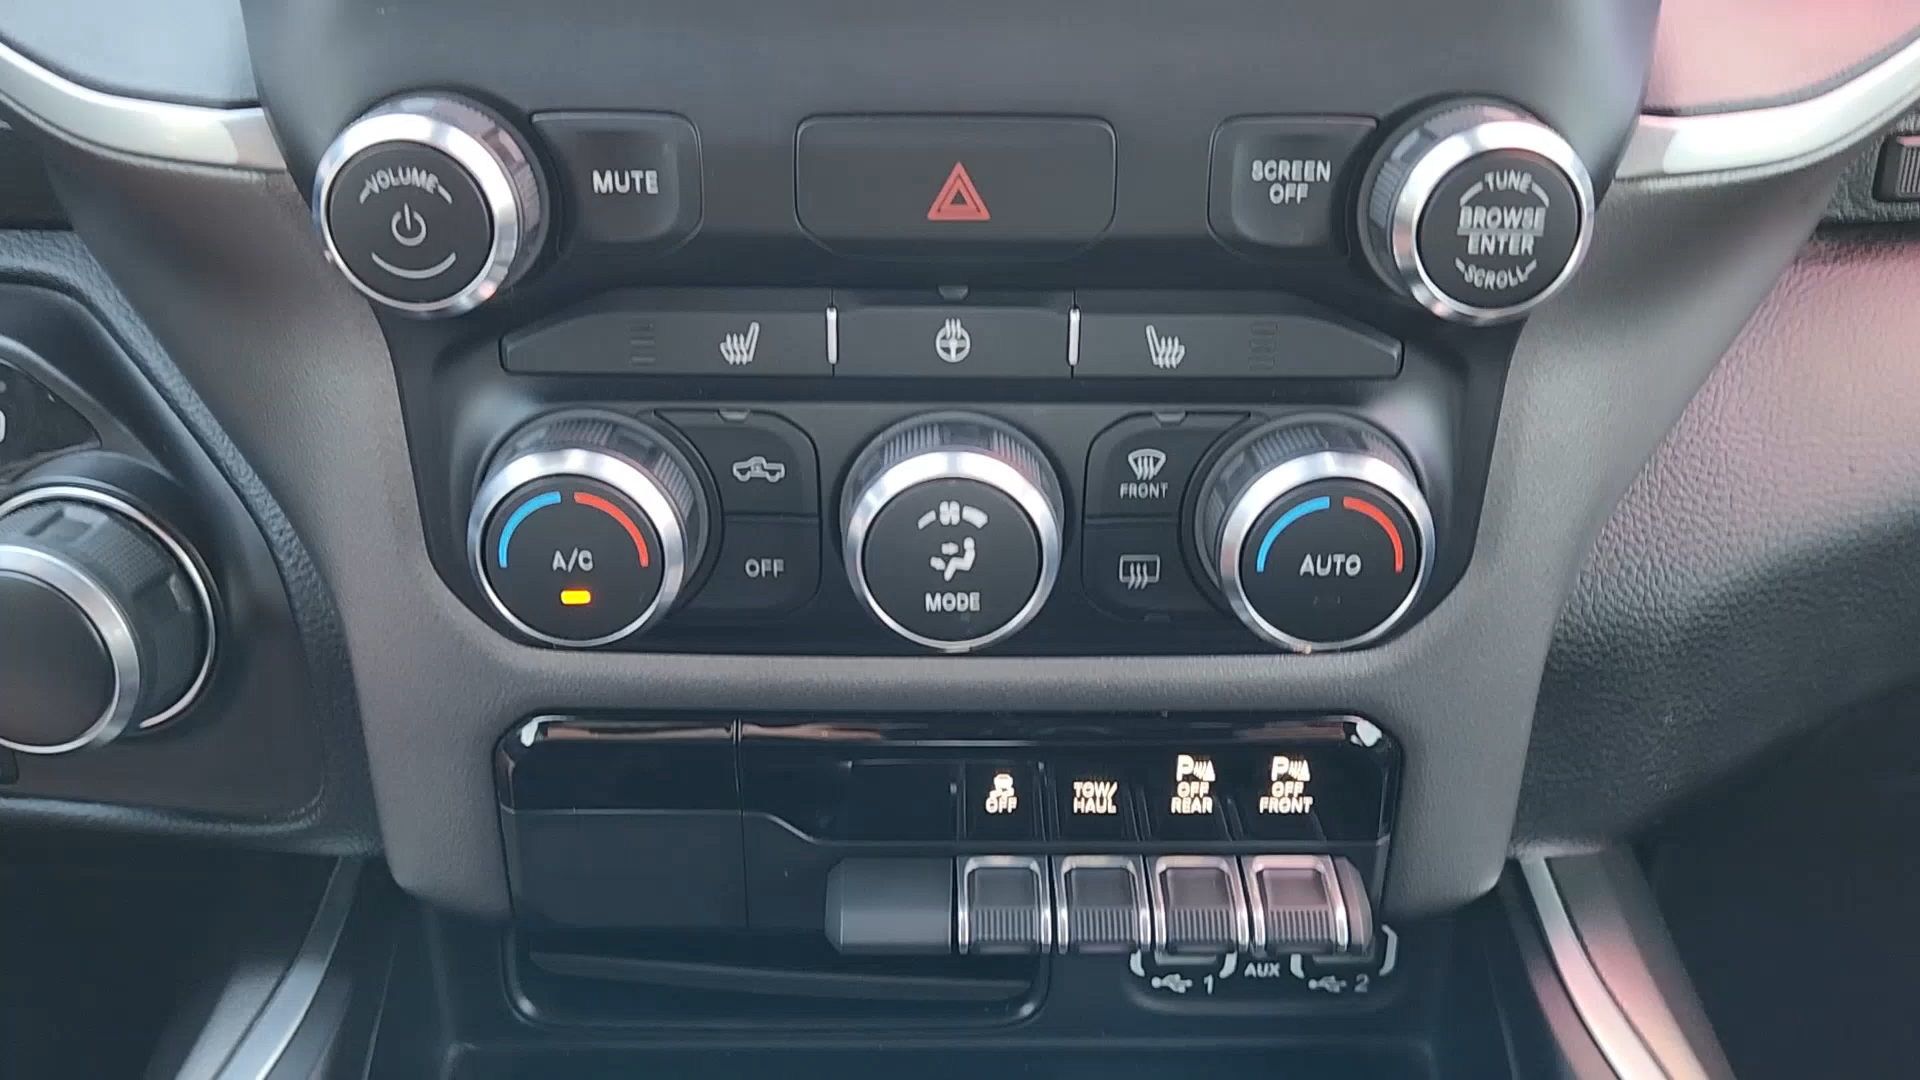 VOLUME
MUTE
SCREEN
OFF
TUNE
BROWSE
ENTER
SCROLL
A/C
OFF
MODE
FRONT
AUTO
OFF
TOW/
HAUL
P
OFF
REAR
P
OFF
FRONT
1
AUX
2